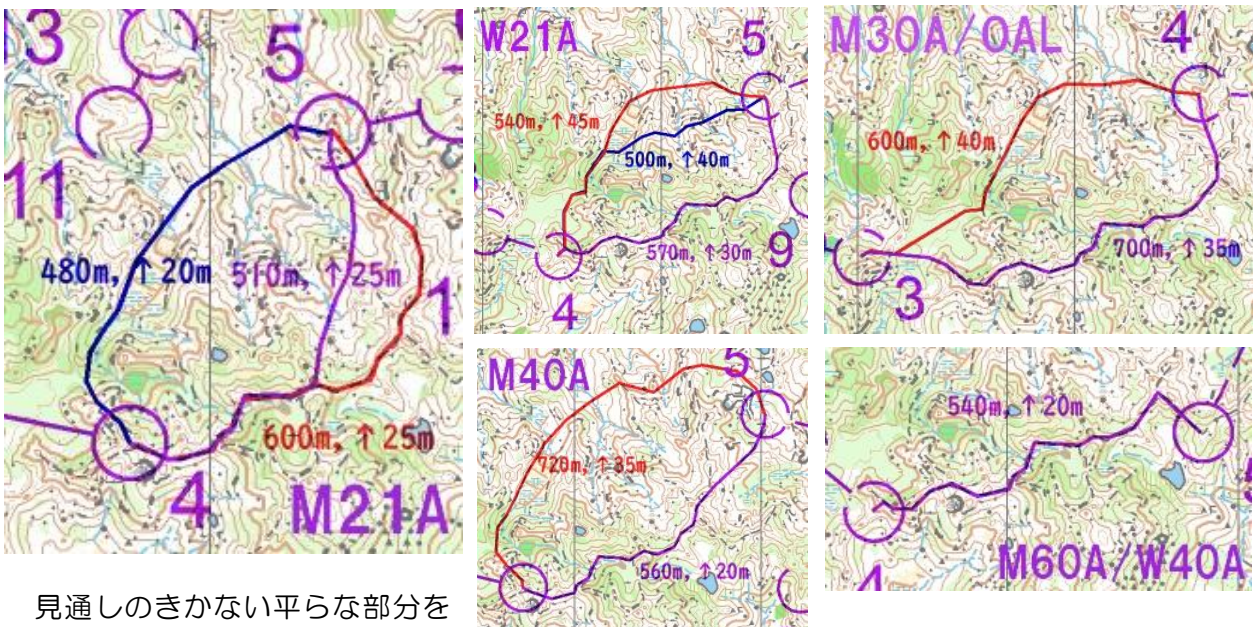 13
5
11
480m, ↑ 20m
510m, ↑ 25m
1
600m, ↑ 25m
4
M21A
W21A
5
540m, ↑ 45m
500m, ↑ 40m
570m, ↑ 30m
9
4
M30A/OAL
4
600m, ↑ 40m
700m, ↑ 35m
3
M40A
5
720m, ↑ 35m
560m, ↑ 20m
540m, ↑ 20m
M60A/W40A
見通しのきかない平らな部分を